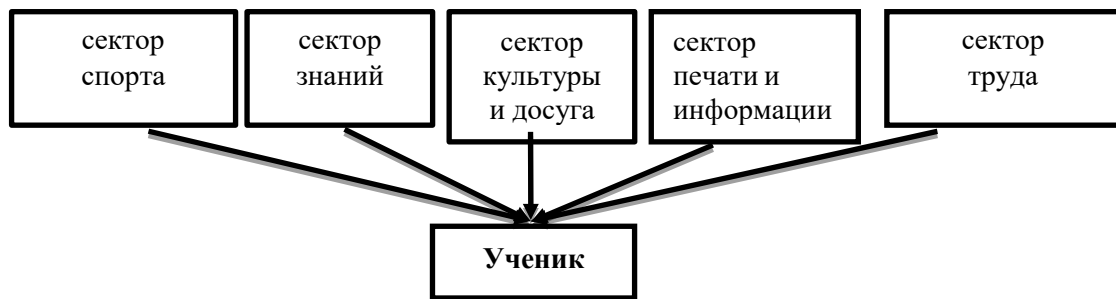 сектор
спорта
сектор
знаний
сектор
культуры
и досуга
сектор
печати и
информации
сектор
труда
Ученик